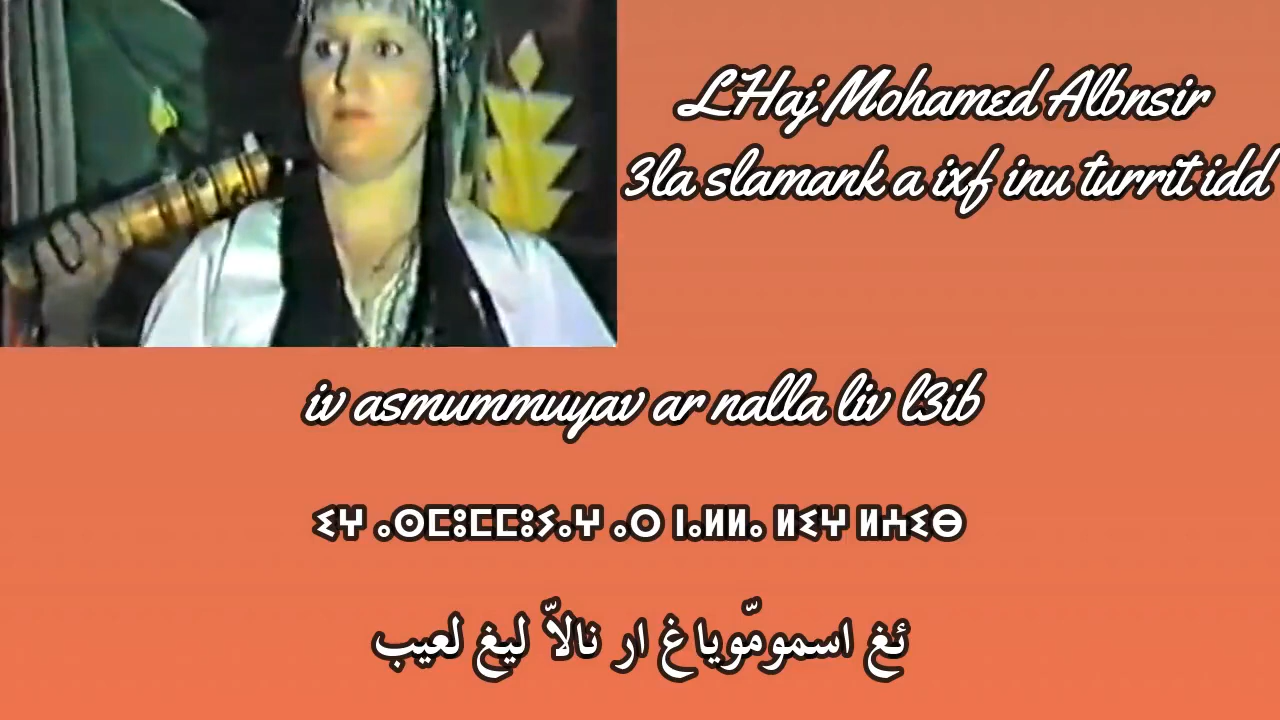 LHaj Mohamed Albnsir
3la slamank a ixf inu turrit idd
iv asmummuyav ar nalla liv l3ib
ⵉⵖ ⴰⵙⵎⵓⵎⵎⵓⵢⴰⵖ ⴰⵔ ⵏⴰⵍⵍⴰ ⵍⵉⵖ ⵍⵄⵉⴱ
ئغ اسمومّوياغ ار نالاّ ليغ لعيب